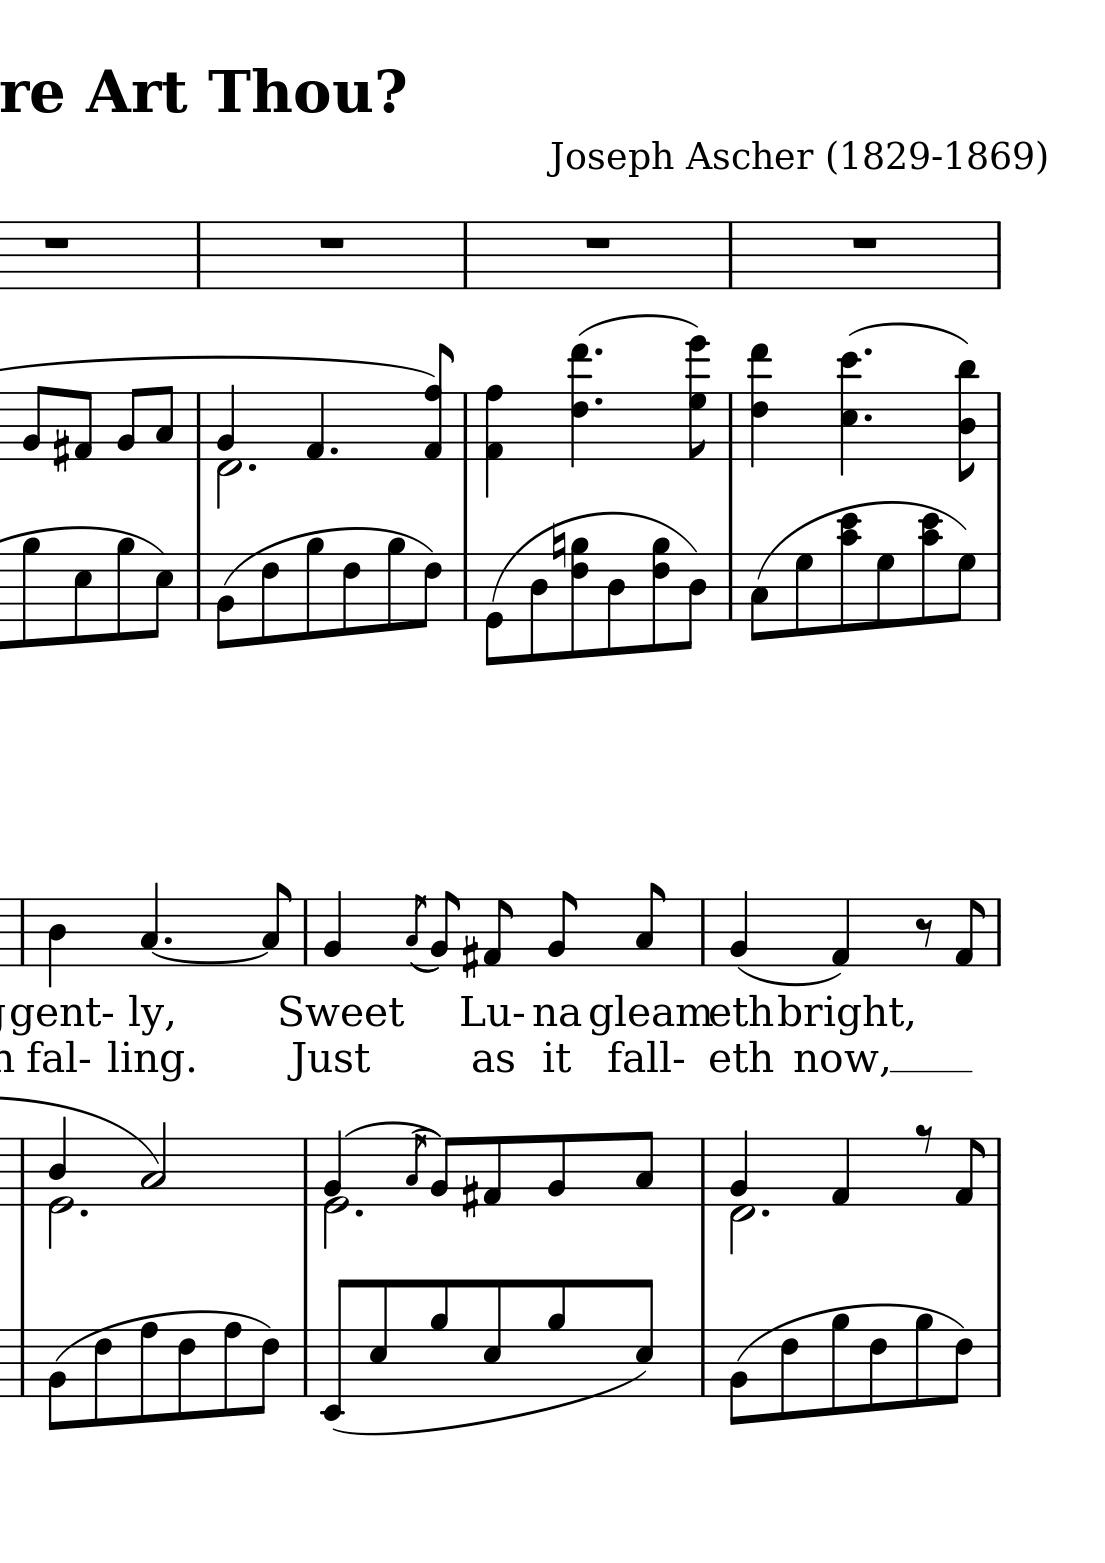 re Art Thou?
Joseph Ascher (1829-1869)
gent- ly, Sweet Lu- na gleam eth bright,
fal- ling. Just as it fall- eth now,